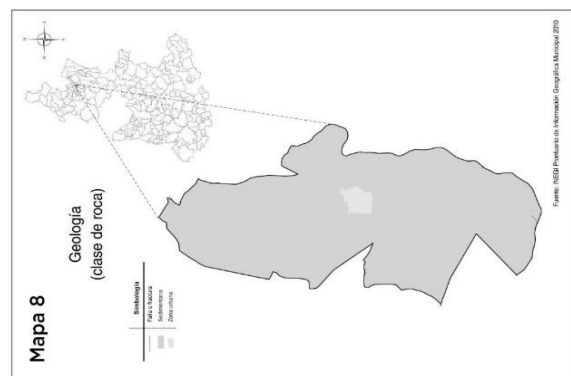 Mapa 8
Geología
(clase de roca)
Simbología
Falla o fractura
Sedimentaria
Zona urbana
Fuente: INEGI Prontuario de Información Geográfica Municipal 2010